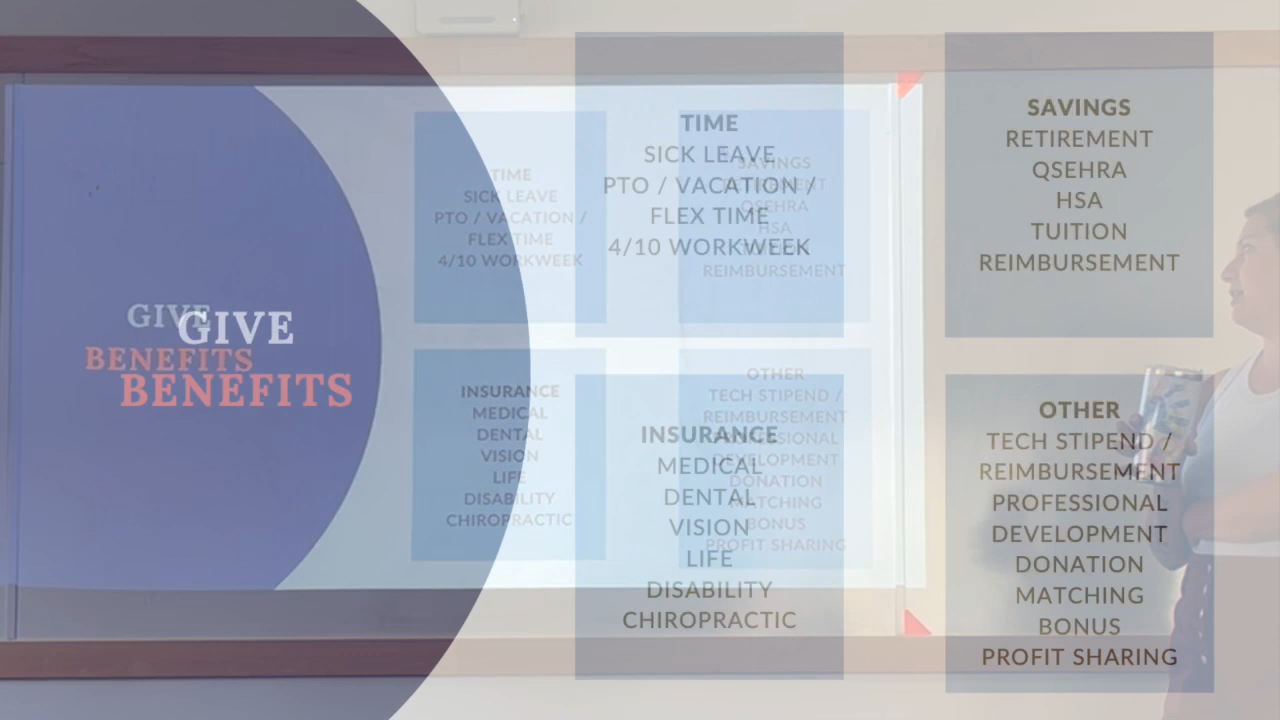 GIVE
BENEFITS
GIVE
BENEFITS
TIME
SICK LEAVE
PTO / VACATION /
FLEX TIME
4/10 WORKWEEK
SAVINGS
RETIREMENT
QSEHRA
HSA
TUITION
REIMBURSEMENT
INSURANCE
MEDICAL
DENTAL
VISION
LIFE
DISABILITY
CHIROPRACTIC
OTHER
TECH STIPEND /
REIMBURSEMENT
PROFESSIONAL
DEVELOPMENT
DONATION
MATCHING
BONUS
PROFIT SHARING
TIME
SICK LEAVE
PTO / VACATION /
FLEX TIME
4/10 WORKWEEK
SAVINGS
QSEHRA
HSA
REIMBURSEMENT
INSURANCE
MEDICAL
DENTAL
VISION
LIFE
DISABILITY
CHIROPRACTIC
OTHER
TECH STIPEND /
REIMBURSEMENT
PROFESSIONAL
DEVELOPMENT
DONATION
MATCHING
BONUS
PROFIT SHARING